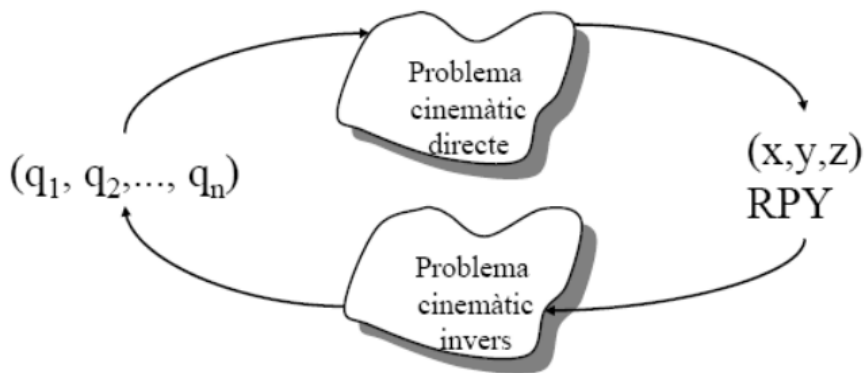 Problema
cinemàtic
directe
(q₁, q₂,..., qₙ)
(x,y,z)
RPY
Problema
cinemàtic
invers